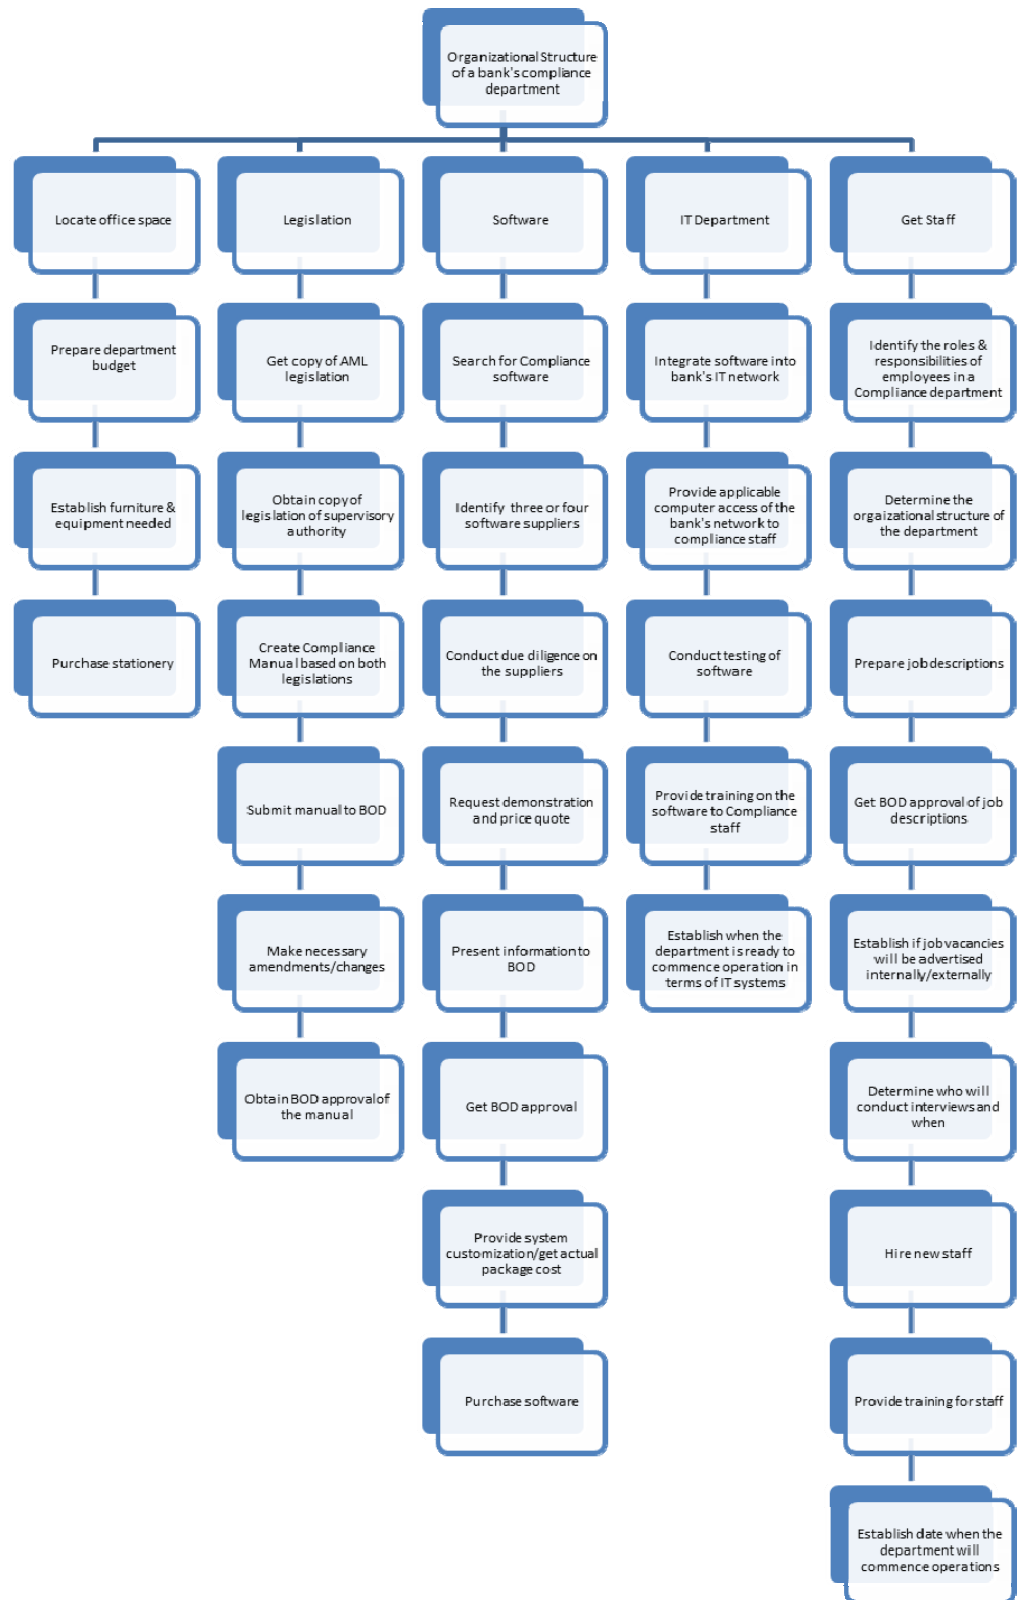 Organizational Structure
of a bank's compliance
department
Locate office space
Legislation
Software
IT Department
Get Staff
Prepare department
budget
Get copy of AML
legislation
Search for Compliance
software
Integrate software into
bank's IT network
Identify the roles &
responsibilities of
employees in a
Compliance department
Establish furniture &
equipment needed
Obtain copy of
legislation of supervisory
authority
Identify three or four
software suppliers
Provide applicable
computer access of the
bank's network to
compliance staff
Determine the
orgaizational structure of
the department
Purchase stationery
Create Compliance
Manual based on both
legislations
Conduct due diligence on
the suppliers
Conduct testing of
software
Prepare job descriptions
Submit manual to BOD
Request demonstration
and price quote
Provide training on the
software to Compliance
staff
Get BOD approval of job
descriptions
Make necessary
amendments/changes
Present information to
BOD
Establish when the
department is ready to
commence operation in
terms of IT systems
Establish if job vacancies
will be advertised
internally/externally
Obtain BOD approval of
the manual
Get BOD approval
Determine who will
conduct interviews and
when
Provide system
customization/get actual
package cost
Hire new staff
Purchase software
Provide training for staff
Establish date when the
department will
commence operations